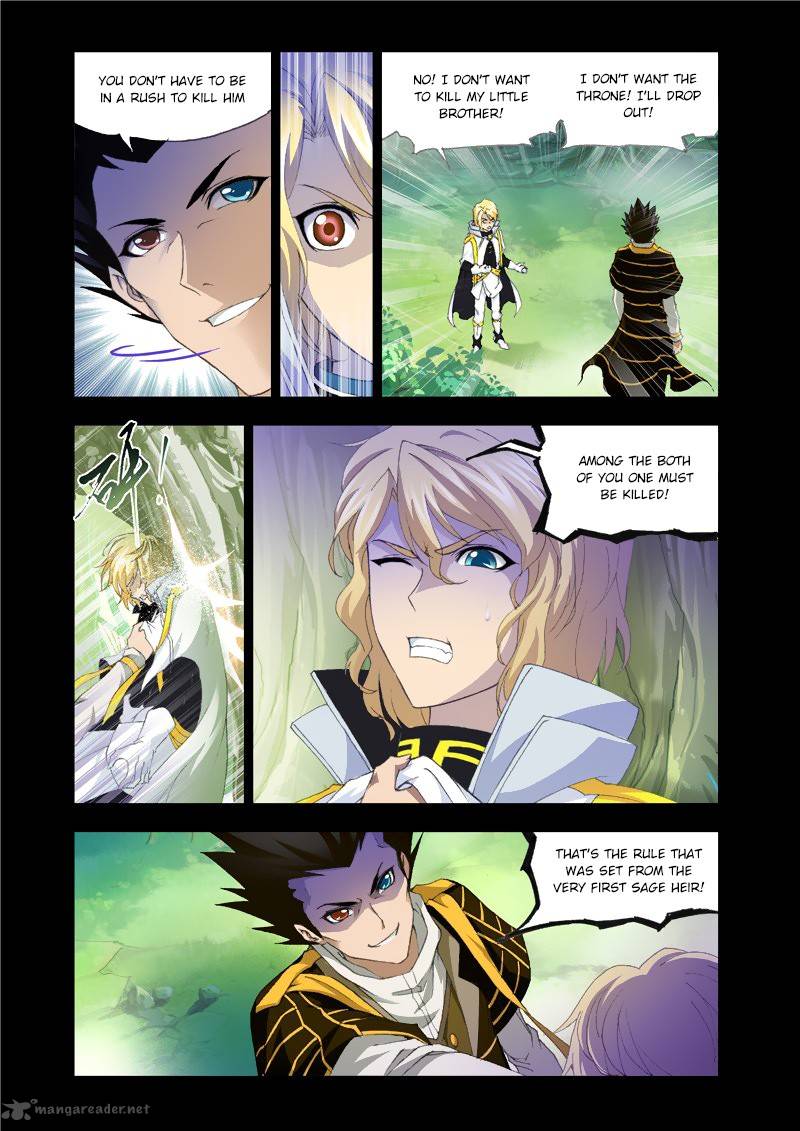 YOU DON'T HAVE TO BE
IN A RUSH TO KILL HIM
NO! I DON'T WANT
TO KILL MY LITTLE
BROTHER!
I DON'T WANT THE
THRONE! I'LL DROP
OUT!
AMONG THE BOTH
OF YOU ONE MUST
BE KILLED!
THAT'S THE RULE THAT
WAS SET FROM THE
VERY FIRST SAGE HEIR!
mangareader.net